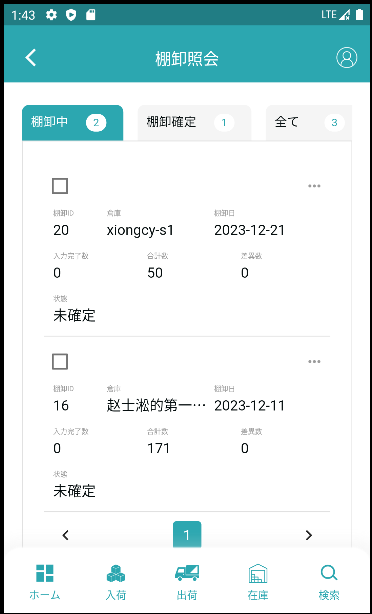 1:43 LTE
棚卸照会
棚卸中 2 棚卸確定 1 全て 3
棚卸ID 倉庫 棚卸日
20 xiongcy-s1 2023-12-21
入力完了数 合計数 差異数
0 50 0
状態
未確定
棚卸ID 倉庫 棚卸日
16 赵士淞的第一… 2023-12-11
入力完了数 合計数 差異数
0 171 0
状態
未確定
1
ホーム 入荷 出荷 在庫 検索